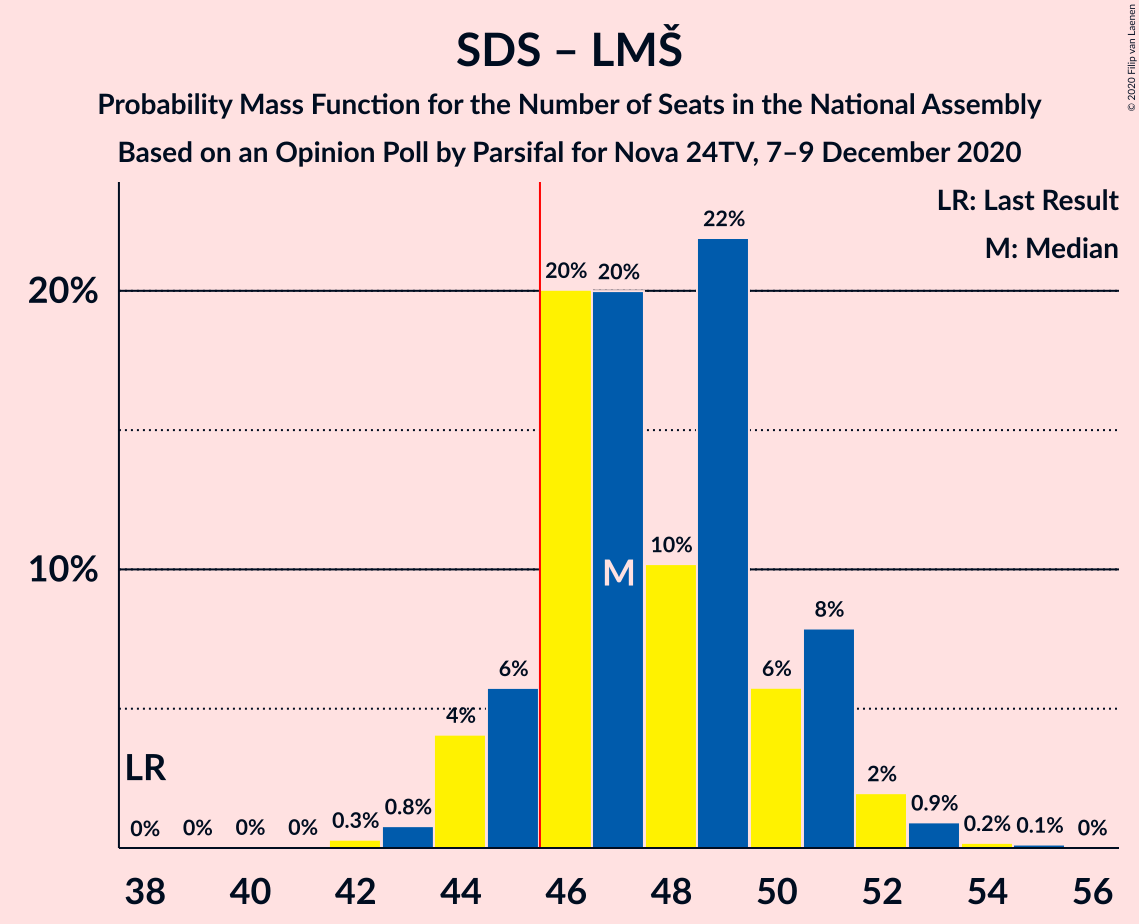 SDS – LMŠ
Probability Mass Function for the Number of Seats in the National Assembly
Based on an Opinion Poll by Parsifal for Nova 24TV, 7–9 December 2020
© 2020 Filip van Laenen
LR: Last Result
M: Median
22%
20%
20% 20%
10%
10%
M
8%
6% 6%
4%
LR
2%
0% 0% 0% 0% 0.3% 0.8% 0.9% 0.2% 0.1% 0%
38 40 42 44 46 48 50 52 54 56